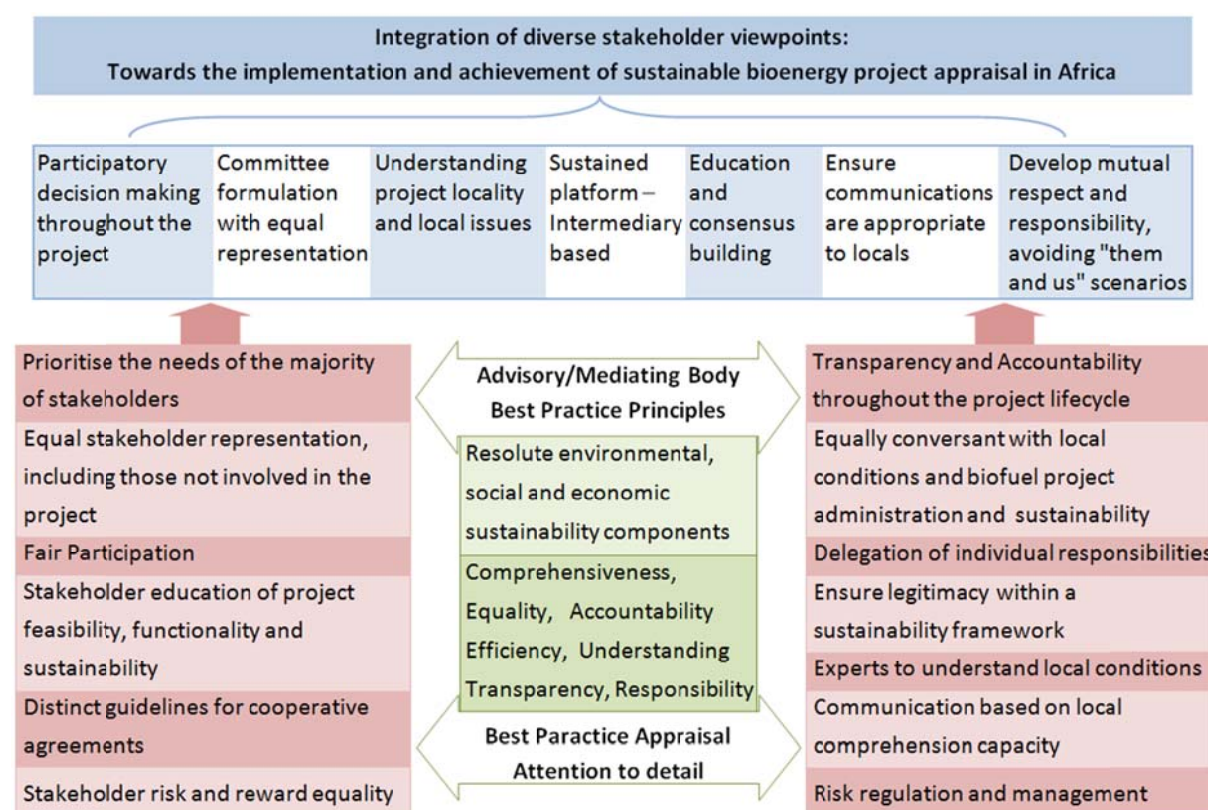 Integration of diverse stakeholder viewpoints:
Towards the implementation and achievement of sustainable bioenergy project appraisal in Africa
Participatory
decision making
throughout the
project
Committee
formulation
with equal
representation
Understanding
project locality
and local issues
Sustained
platform –
Intermediary
based
Education
and
consensus
building
Ensure
communications
are appropriate
to locals
Develop mutual
respect and
responsibility,
avoiding "them
and us" scenarios
Prioritise the needs of the majority
of stakeholders
Equal stakeholder representation,
including those not involved in the
project
Fair Participation
Stakeholder education of project
feasibility, functionality and
sustainability
Distinct guidelines for cooperative
agreements
Stakeholder risk and reward equality
Advisory/Mediating Body
Best Practice Principles
Resolute environmental,
social and economic
sustainability components
Comprehensiveness,
Equality, Accountability
Efficiency, Understanding
Transparency, Responsibility
Best Paractice Appraisal
Attention to detail
Transparency and Accountability
throughout the project lifecycle
Equally conversant with local
conditions and biofuel project
administration and sustainability
Delegation of individual responsibilities
Ensure legitimacy within a
sustainability framework
Experts to understand local conditions
Communication based on local
comprehension capacity
Risk regulation and management